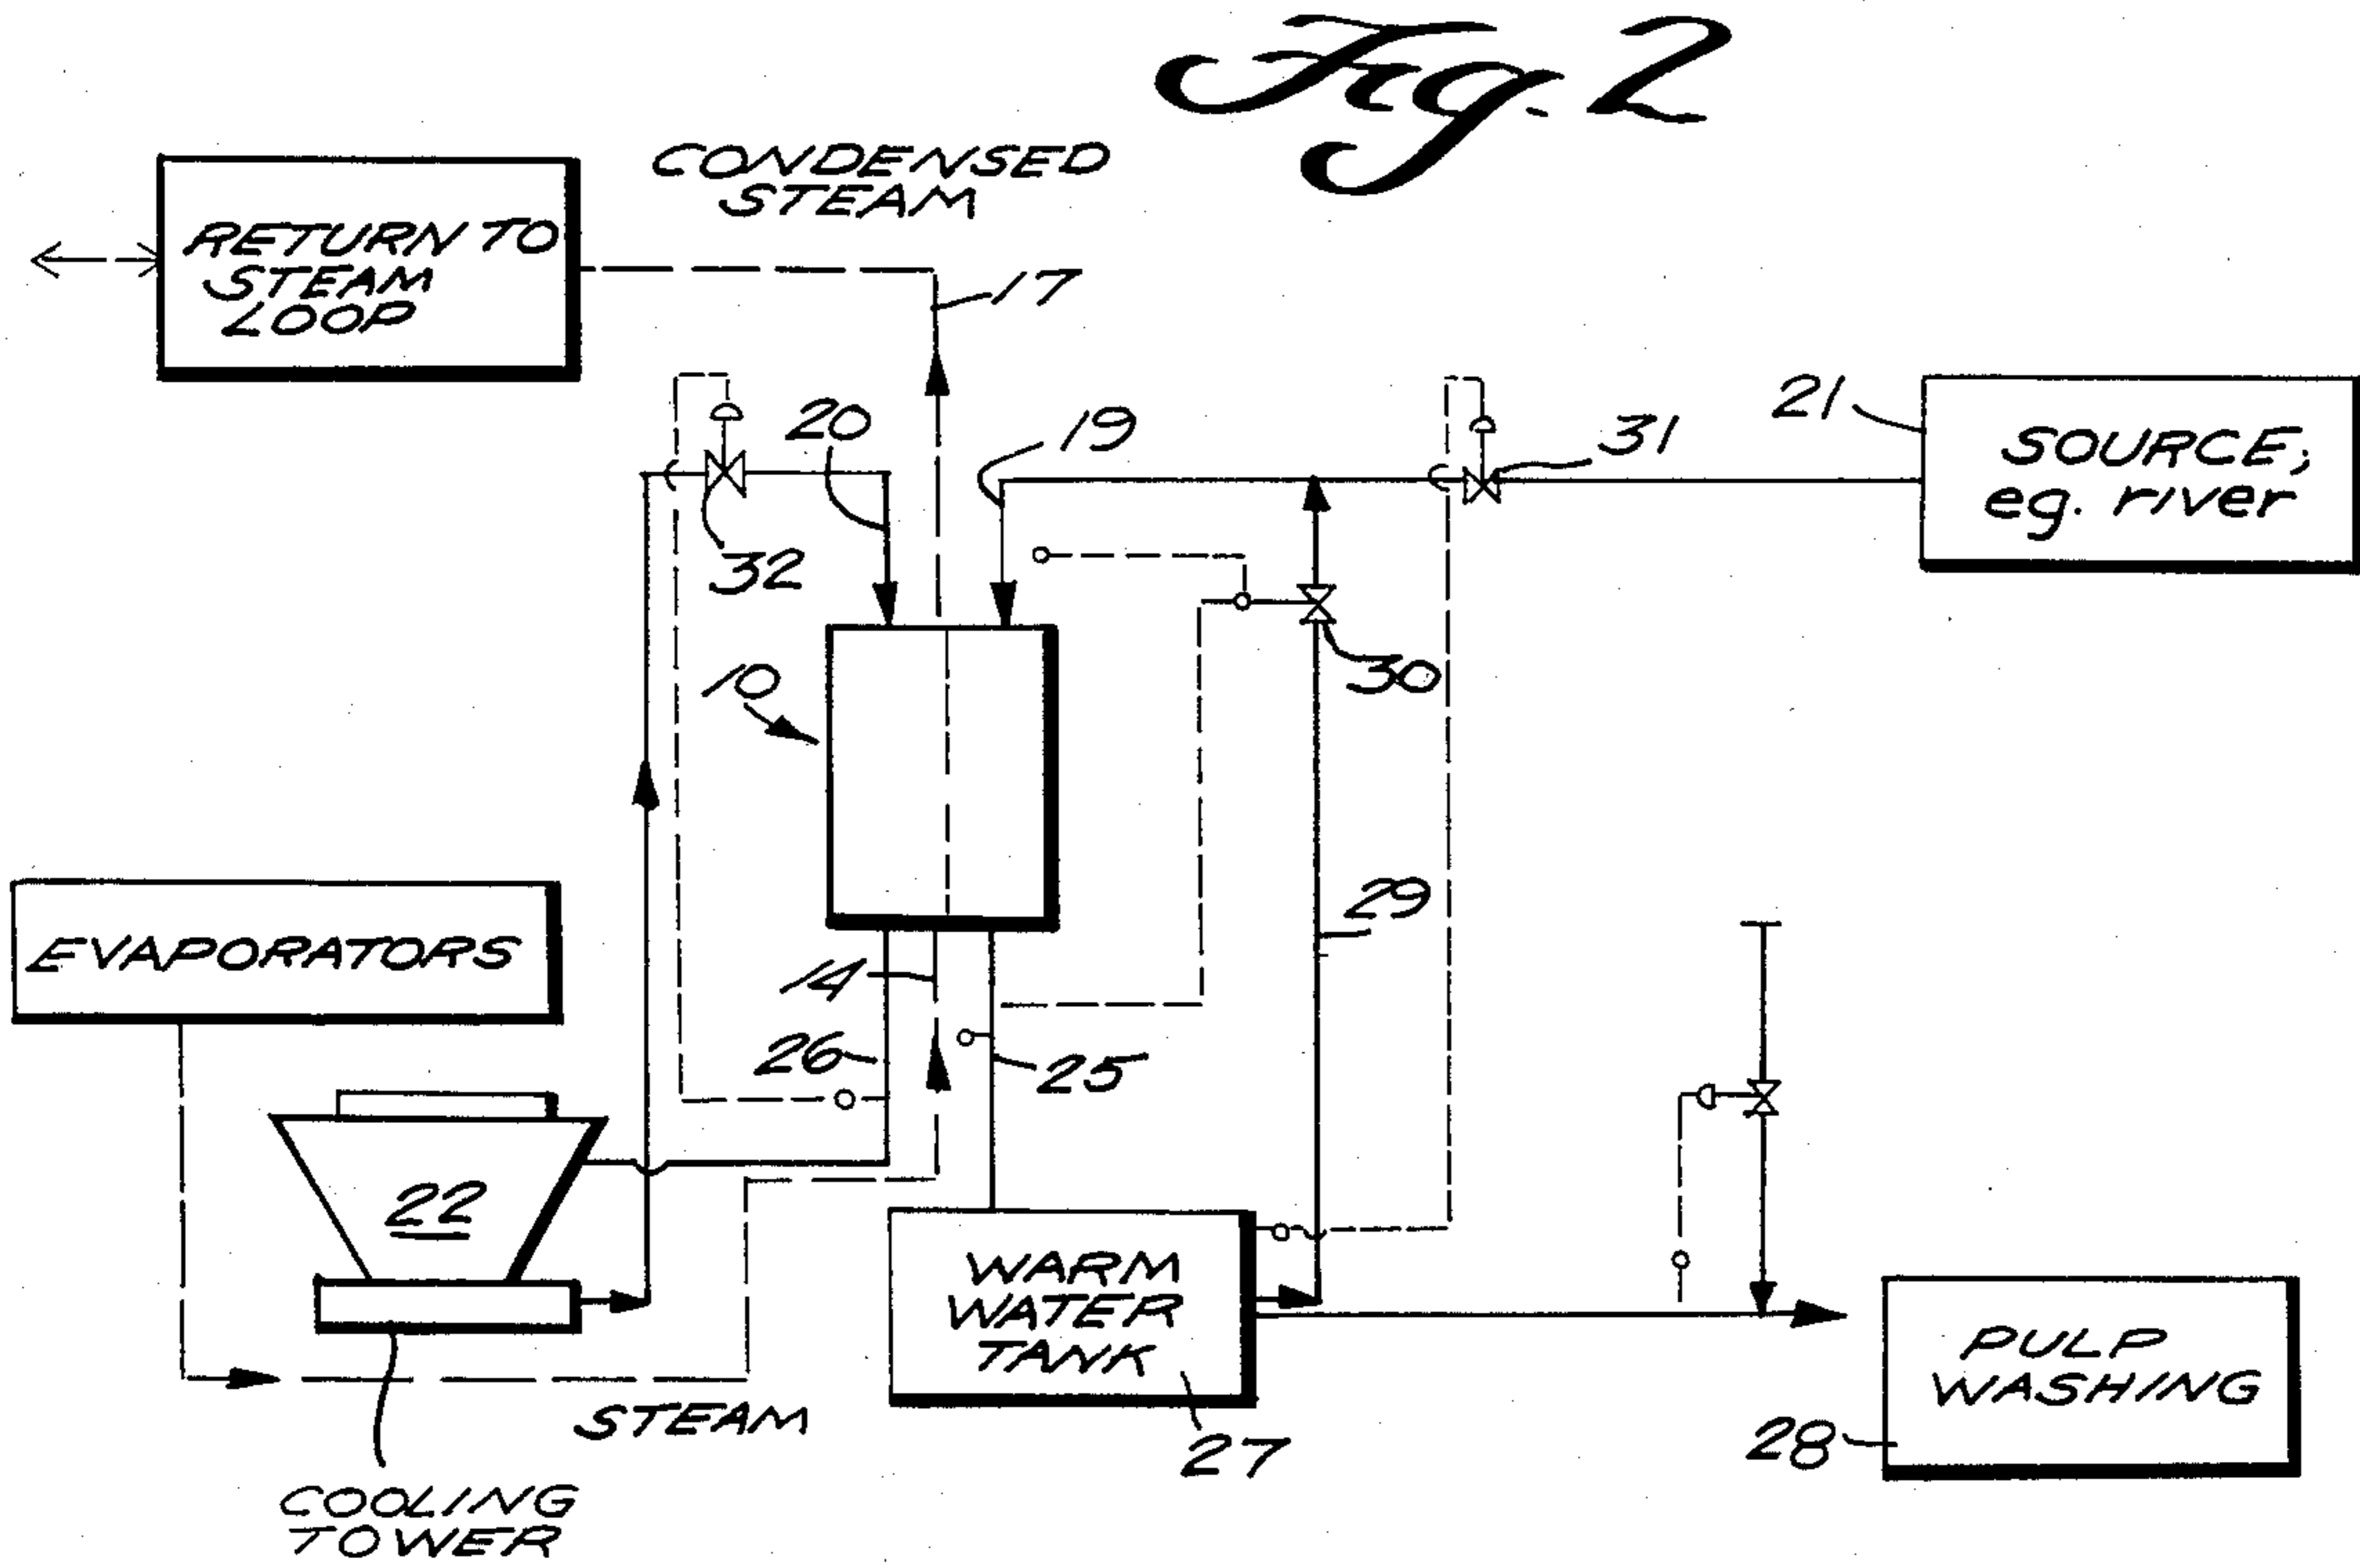 Fig. 2
CONDENSED
STEAM
RETURN TO
STEAM
LOOP
17
20
19
31
21
SOURCE,
eg. river
32
30
10
29
EVAPORATORS
14
26
25
22
WARM
WATER
TANK
27
PULP
WASHING
28
STEAM
COOLING
TOWER